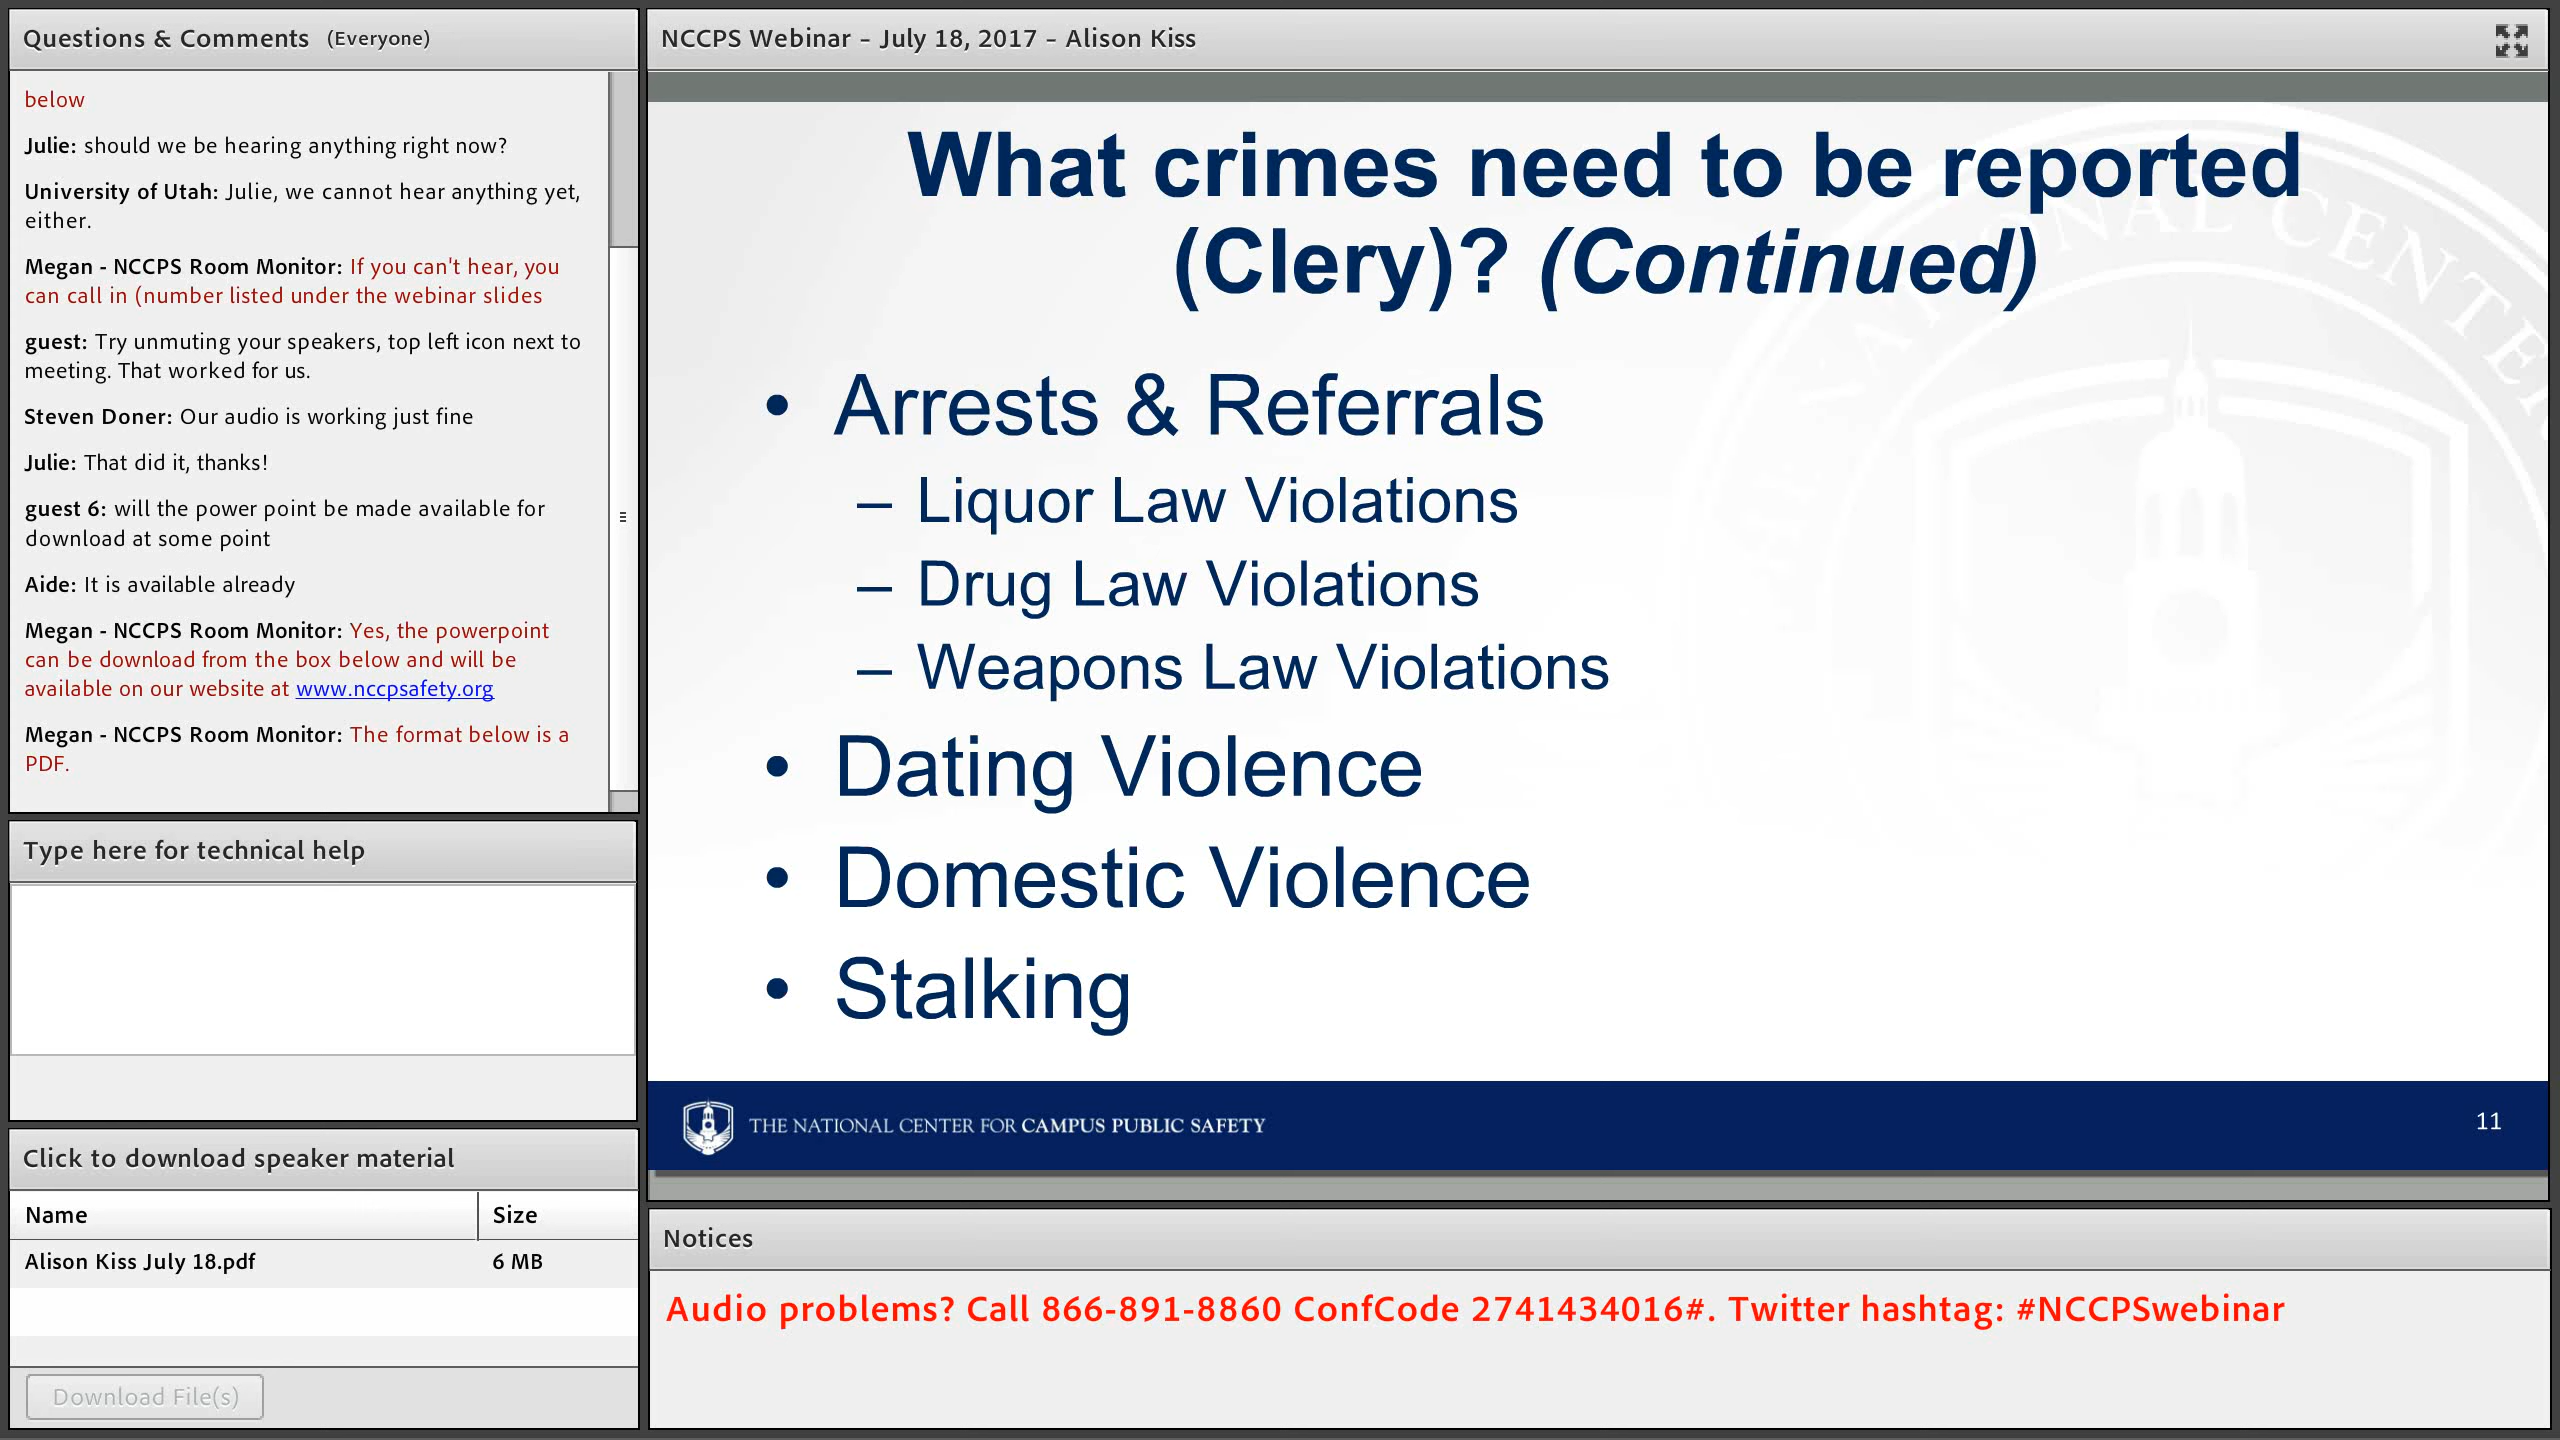 Questions & Comments (Everyone)
below
Julie: should we be hearing anything right now?
University of Utah: Julie, we cannot hear anything yet,
either.
Megan - NCCPS Room Monitor: If you can't hear, you
can call in (number listed under the webinar slides
guest: Try unmuting your speakers, top left icon next to
meeting. That worked for us.
Steven Doner: Our audio is working just fine
Julie: That did it, thanks!
guest 6: will the power point be made available for
download at some point
Aide: It is available already
Megan - NCCPS Room Monitor: Yes, the powerpoint
can be download from the box below and will be
available on our website at www.nccpsafety.org
Megan - NCCPS Room Monitor: The format below is a
PDF.
Type here for technical help
Click to download speaker material
Name Size
Alison Kiss July 18.pdf 6 MB
Download File(s)
NCCPS Webinar - July 18, 2017 - Alison Kiss
What crimes need to be reported
(Clery)? (Continued)
• Arrests & Referrals
– Liquor Law Violations
– Drug Law Violations
– Weapons Law Violations
• Dating Violence
• Domestic Violence
• Stalking
NATIONAL CENTER
THE NATIONAL CENTER FOR CAMPUS PUBLIC SAFETY
11
Notices
Audio problems? Call 866-891-8860 ConfCode 2741434016#. Twitter hashtag: #NCCPSwebinar